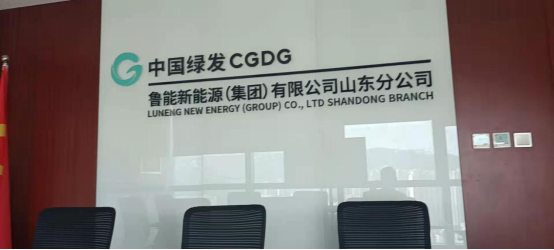 中国绿发 CGDG
鲁能新能源(集团)有限公司山东分公司
LUNENG NEW ENERGY (GROUP) CO., LTD SHANDONG BRANCH